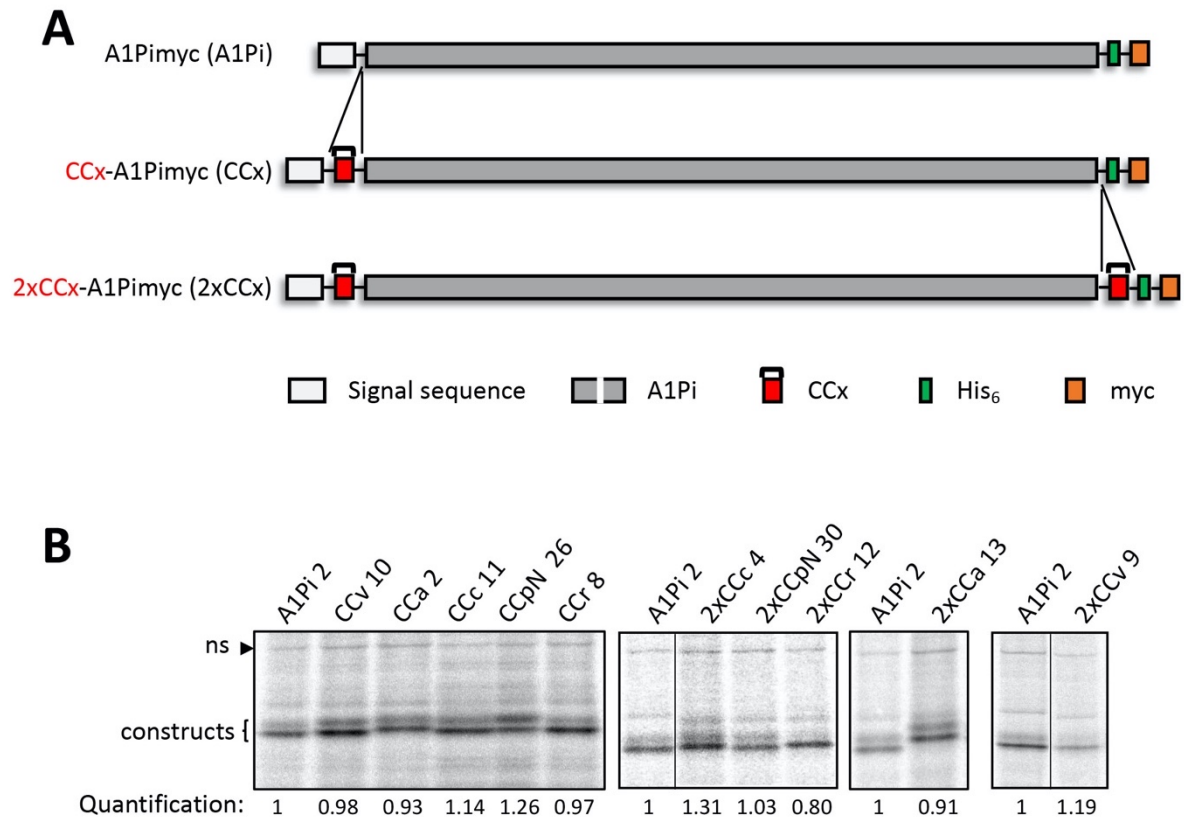 A
A1Pimyc (A1Pi)
CCx-A1Pimyc (CCx)
2xCCx-A1Pimyc (2xCCx)
Signal sequence A1Pi CCx His₆ myc
B
A1Pi 2 CCv 10 CCa 2 CCc 11 CCpN 26 CCr 8 A1Pi 2 2xCCc 4 2xCCpN 30 2xCCr 12 A1Pi 2 2xCCa 13 A1Pi 2 2xCCv 9
ns
constructs {
Quantification: 1 0.98 0.93 1.14 1.26 0.97 1 1.31 1.03 0.80 1 0.91 1 1.19